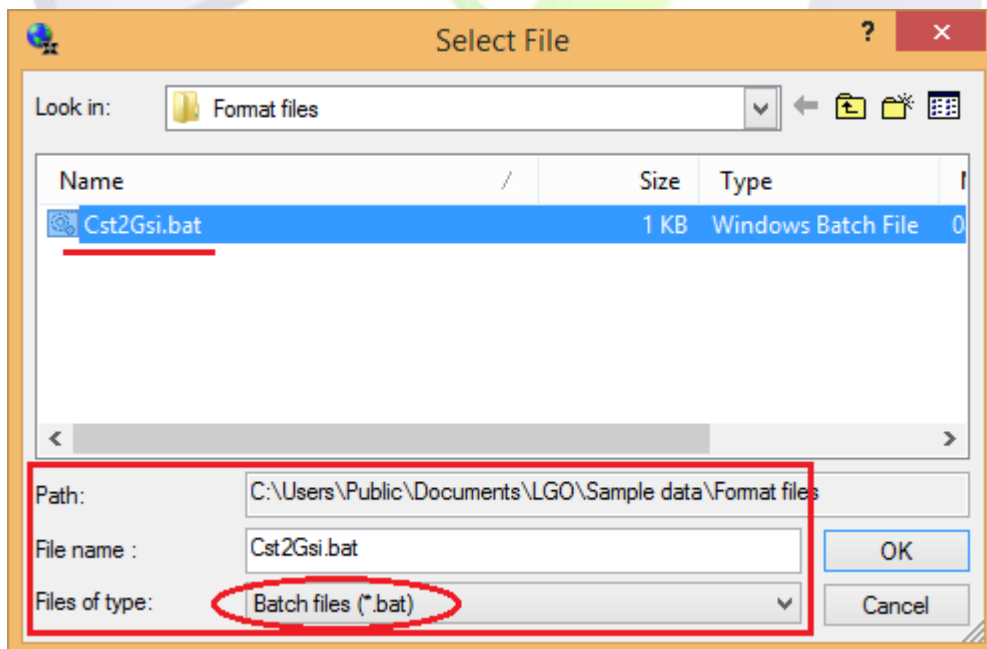 Select File
?
Look in: Format files
Name Size Type
Cst2Gsi.bat 1 KB Windows Batch File 0
Path: C:\Users\Public\Documents\LGO\Sample data\Format files
File name : Cst2Gsi.bat OK
Files of type: Batch files (*.bat) Cancel